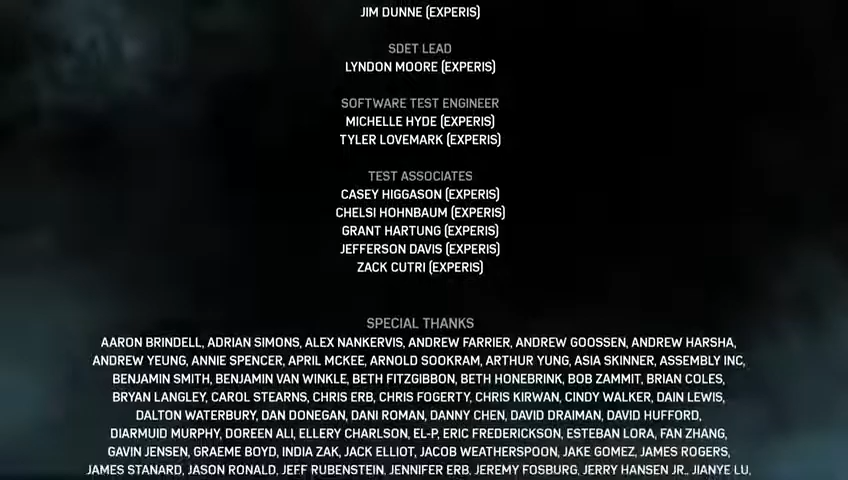 JIM DUNNE (EXPERIS)
SDET LEAD
LYNDON MOORE (EXPERIS)
SOFTWARE TEST ENGINEER
MICHELLE HYDE (EXPERIS)
TYLER LOVEMARK (EXPERIS)
TEST ASSOCIATES
CASEY HIGGASON (EXPERIS)
CHELSI HOHNBAUM (EXPERIS)
GRANT HARTUNG (EXPERIS)
JEFFERSON DAVIS (EXPERIS)
ZACK CUTRI (EXPERIS)
SPECIAL THANKS
AARON BRINDELL, ADRIAN SIMONS, ALEX NANKERVIS, ANDREW FARRIER, ANDREW GOOSSEN, ANDREW HARSHA,
ANDREW YEUNG, ANNIE SPENCER, APRIL MCKEE, ARNOLD SOOKRAM, ARTHUR YUNG, ASIA SKINNER, ASSEMBLY INC,
BENJAMIN SMITH, BENJAMIN VAN WINKLE, BETH FITZGIBBON, BETH HONEBRINK, BOB ZAMMIT, BRIAN COLES,
BRYAN LANGLEY, CAROL STEARNS, CHRIS ERB, CHRIS FOGERTY, CHRIS KIRWAN, CINDY WALKER, DAIN LEWIS,
DALTON WATERBURY, DAN DONEGAN, DANI ROMAN, DANNY CHEN, DAVID DRAIMAN, DAVID HUFFORD,
DIARMUID MURPHY, DOREEN ALI, ELLERY CHARLSON, EL-P, ERIC FREDERICKSON, ESTEBAN LORA, FAN ZHANG,
GAVIN JENSEN, GRAEME BOYD, INDIA ZAK, JACK ELLIOT, JACOB WEATHERSPOON, JAKE GOMEZ, JAMES ROGERS,
JAMES STANARD, JASON RONALD, JEFF RUBENSTEIN, JENNIFER ERB, JEREMY FOSBURG, JERRY HANSEN JR., JIANYE LU,